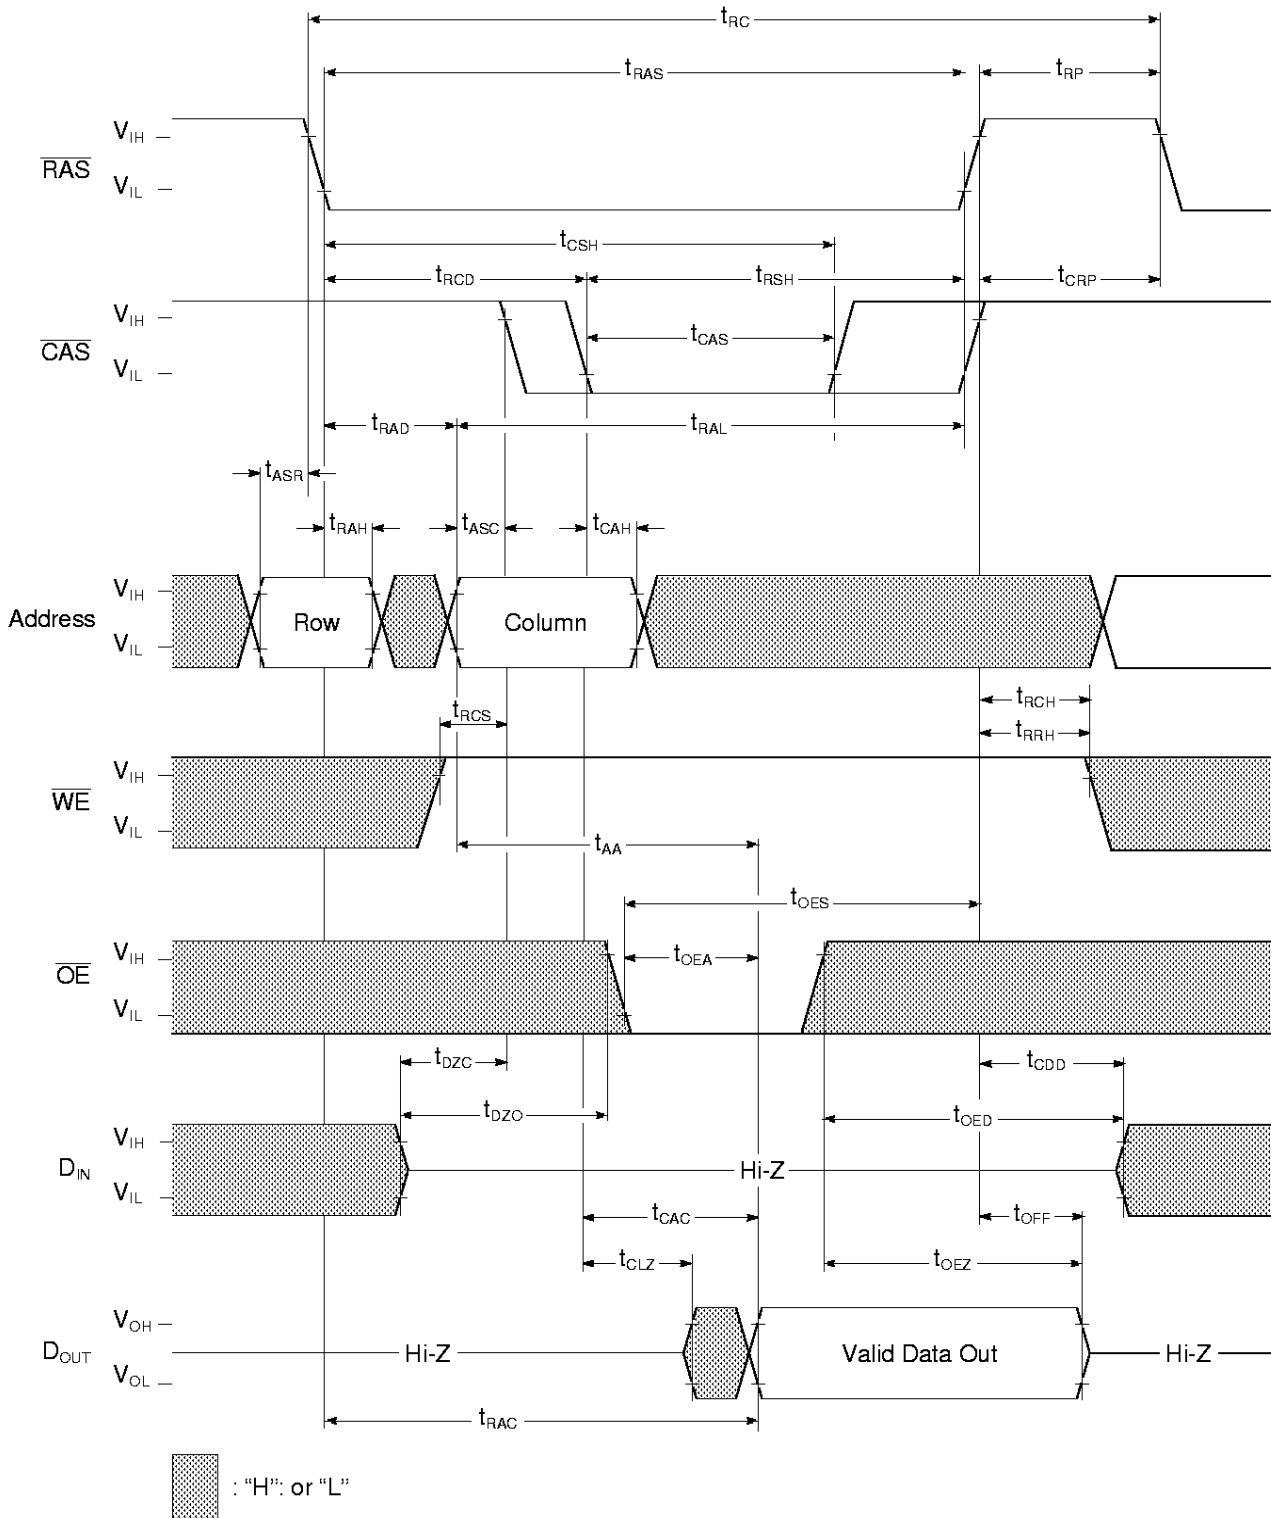 tRC
tRAS
tRP
VIH
RAS
VIL
tCSH
tRCD
tRSH
tCRP
VIH
CAS
tCAS
VIL
tRAD
tRAL
tASR
tRAH
tASC
tCAH
VIH
Address
Row
Column
VIL
tRCS
tRCH
tRRH
VIH
WE
VIL
tAA
tOES
VIH
OE
tOEA
VIL
tDZC
tCDD
tDZO
tOED
VIH
DIN
Hi-Z
VIL
tCAC
tOFF
tCLZ
tOEZ
VOH
DOUT
Hi-Z
Valid Data Out
Hi-Z
VOL
tRAC
: “H”: or “L”